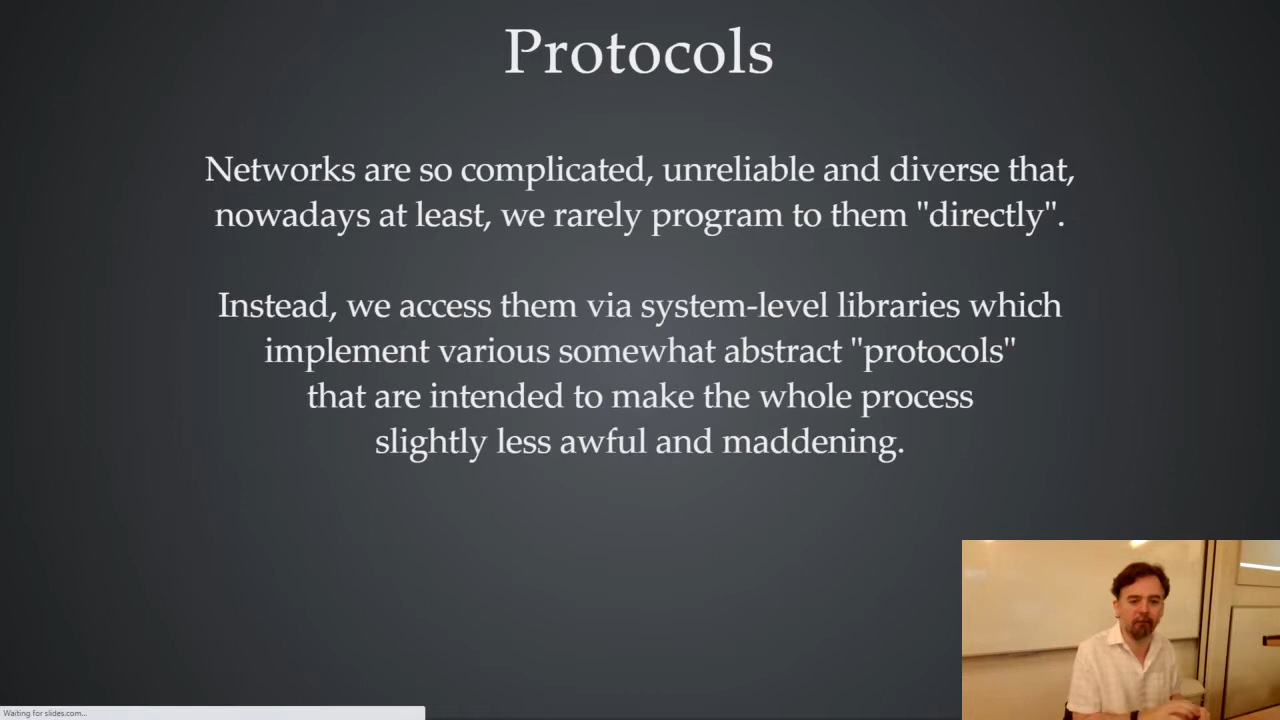 Protocols
Networks are so complicated, unreliable and diverse that,
nowadays at least, we rarely program to them "directly".
Instead, we access them via system-level libraries which
implement various somewhat abstract "protocols"
that are intended to make the whole process
slightly less awful and maddening.
Waiting for slides.com...